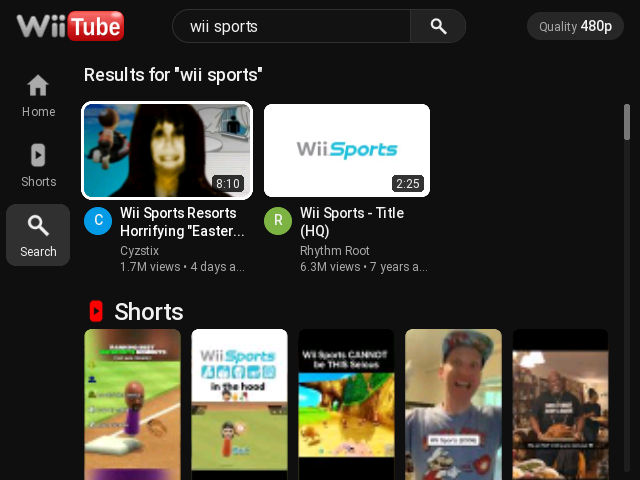 WiiTube
wii sports
Quality 480p
Results for "wii sports"
Home
Shorts
Search
8:10
Wii Sports
2:25
C
Wii Sports Resorts
Horrifying "Easter...
Cyzstix
1.7M views • 4 days a...
R
Wii Sports - Title
(HQ)
Rhythm Root
6.3M views • 7 years a...
Shorts
Wii Sports
in the hood
Wii Sports CANNOT
be THIS Serious